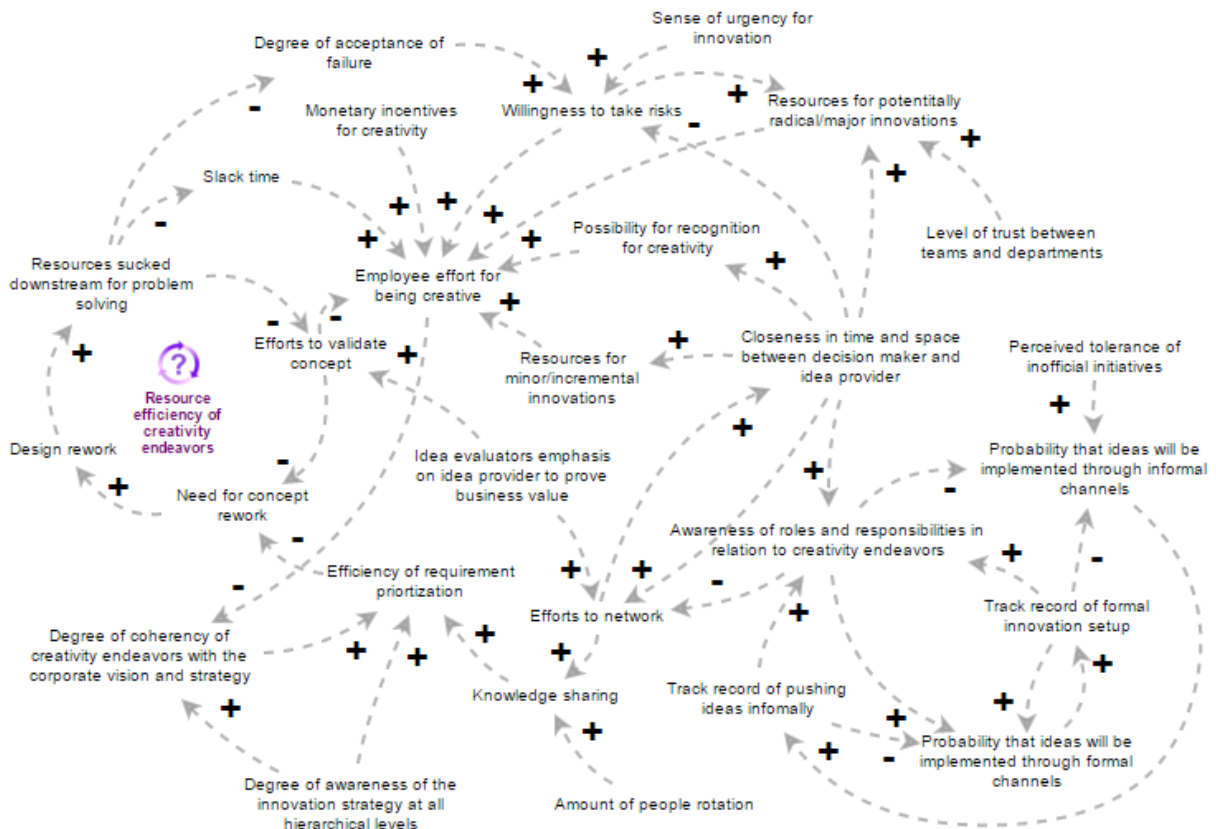 Sense of urgency for
innovation
Degree of acceptance of
failure
Monetary incentives
for creativity
Willingness to take risks
Resources for potentitally
radical/major innovations
Slack time
Possibility for recognition
for creativity
Level of trust between
teams and departments
Resources sucked
downstream for problem
solving
Employee effort for
being creative
Efforts to validate
concept
Resources for
minor/incremental
innovations
Closeness in time and space
between decision maker and
idea provider
Perceived tolerance of
inofficial initiatives
?
Resource
efficiency of
creativity
endeavors
Design rework
Need for concept
rework
Idea evaluators emphasis
on idea provider to prove
business value
Probability that ideas will be
implemented through informal
channels
Awareness of roles and responsibilities in
relation to creativity endeavors
Efficiency of requirement
priortization
Efforts to network
Track record of formal
innovation setup
Degree of coherency of
creativity endeavors with the
corporate vision and strategy
Knowledge sharing
Track record of pushing
ideas infomally
Probability that ideas will be
implemented through formal
channels
Degree of awareness of the
innovation strategy at all
hierarchical levels
Amount of people rotation